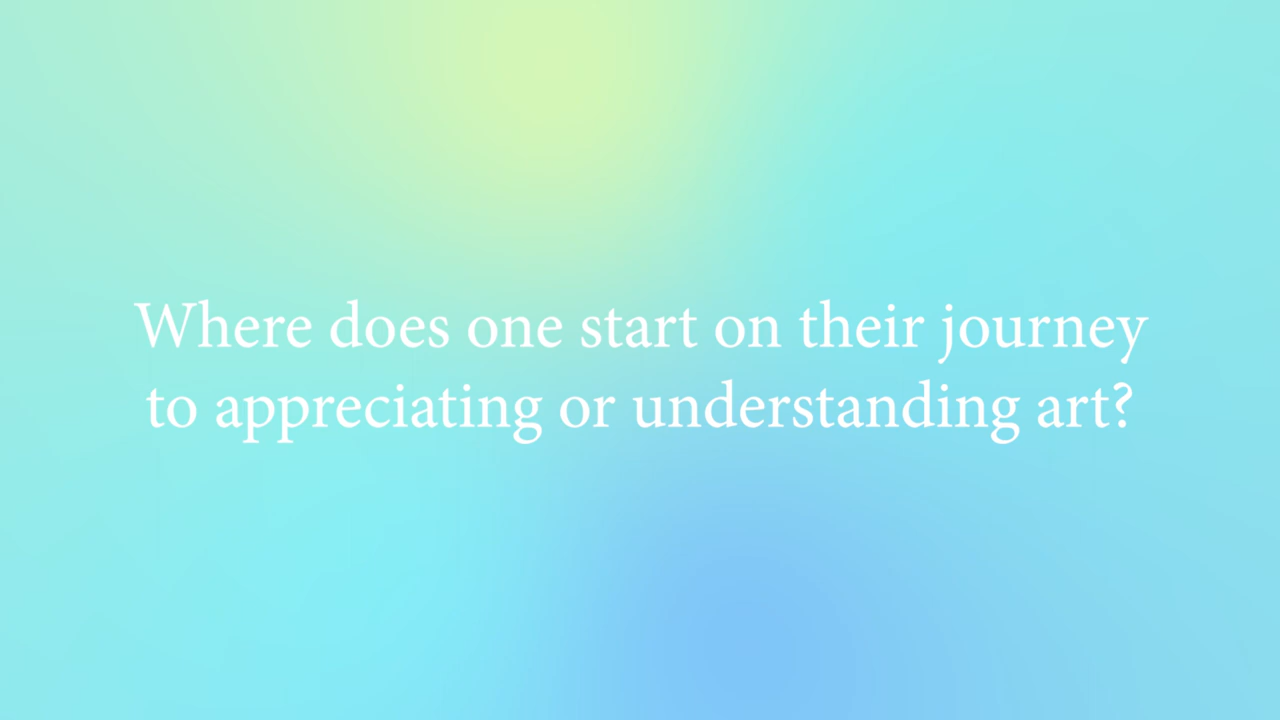 Where does one start on their journey
to appreciating or understanding art?